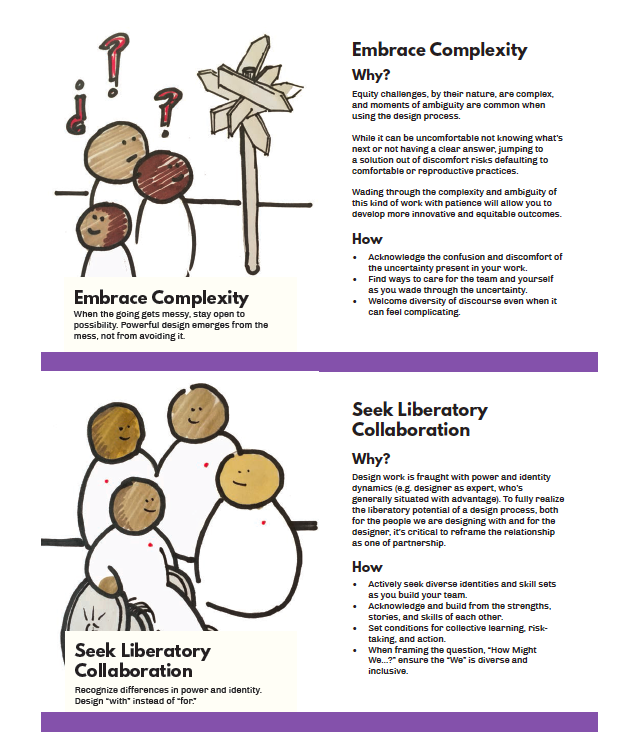 ? ? ¿
Embrace Complexity
When the going gets messy, stay open to
possibility. Powerful design emerges from the
mess, not from avoiding it.
Embrace Complexity
Why?
Equity challenges, by their nature, are complex,
and moments of ambiguity are common when
using the design process.
While it can be uncomfortable not knowing what's
next or not having a clear answer, jumping to
a solution out of discomfort risks defaulting to
comfortable or reproductive practices.
Wading through the complexity and ambiguity of
this kind of work with patience will allow you to
develop more innovative and equitable outcomes.
How
• Acknowledge the confusion and discomfort of
the uncertainty present in your work.
• Find ways to care for the team and yourself
as you wade through the uncertainty.
• Welcome diversity of discourse even when it
can feel complicating.
Seek Liberatory
Collaboration
Recognize differences in power and identity.
Design “with” instead of “for.”
Seek Liberatory
Collaboration
Why?
Design work is fraught with power and identity
dynamics (e.g. designer as expert, who's
generally situated with advantage). To fully realize
the liberatory potential of a design process, both
for the people we are designing with and for the
designer, it's critical to reframe the relationship
as one of partnership.
How
• Actively seek diverse identities and skill sets
as you build your team.
• Acknowledge and build from the strengths,
stories, and skills of each other.
• Set conditions for collective learning, risk-
taking, and action.
• When framing the question, “How Might
We...?” ensure the “We” is diverse and
inclusive.